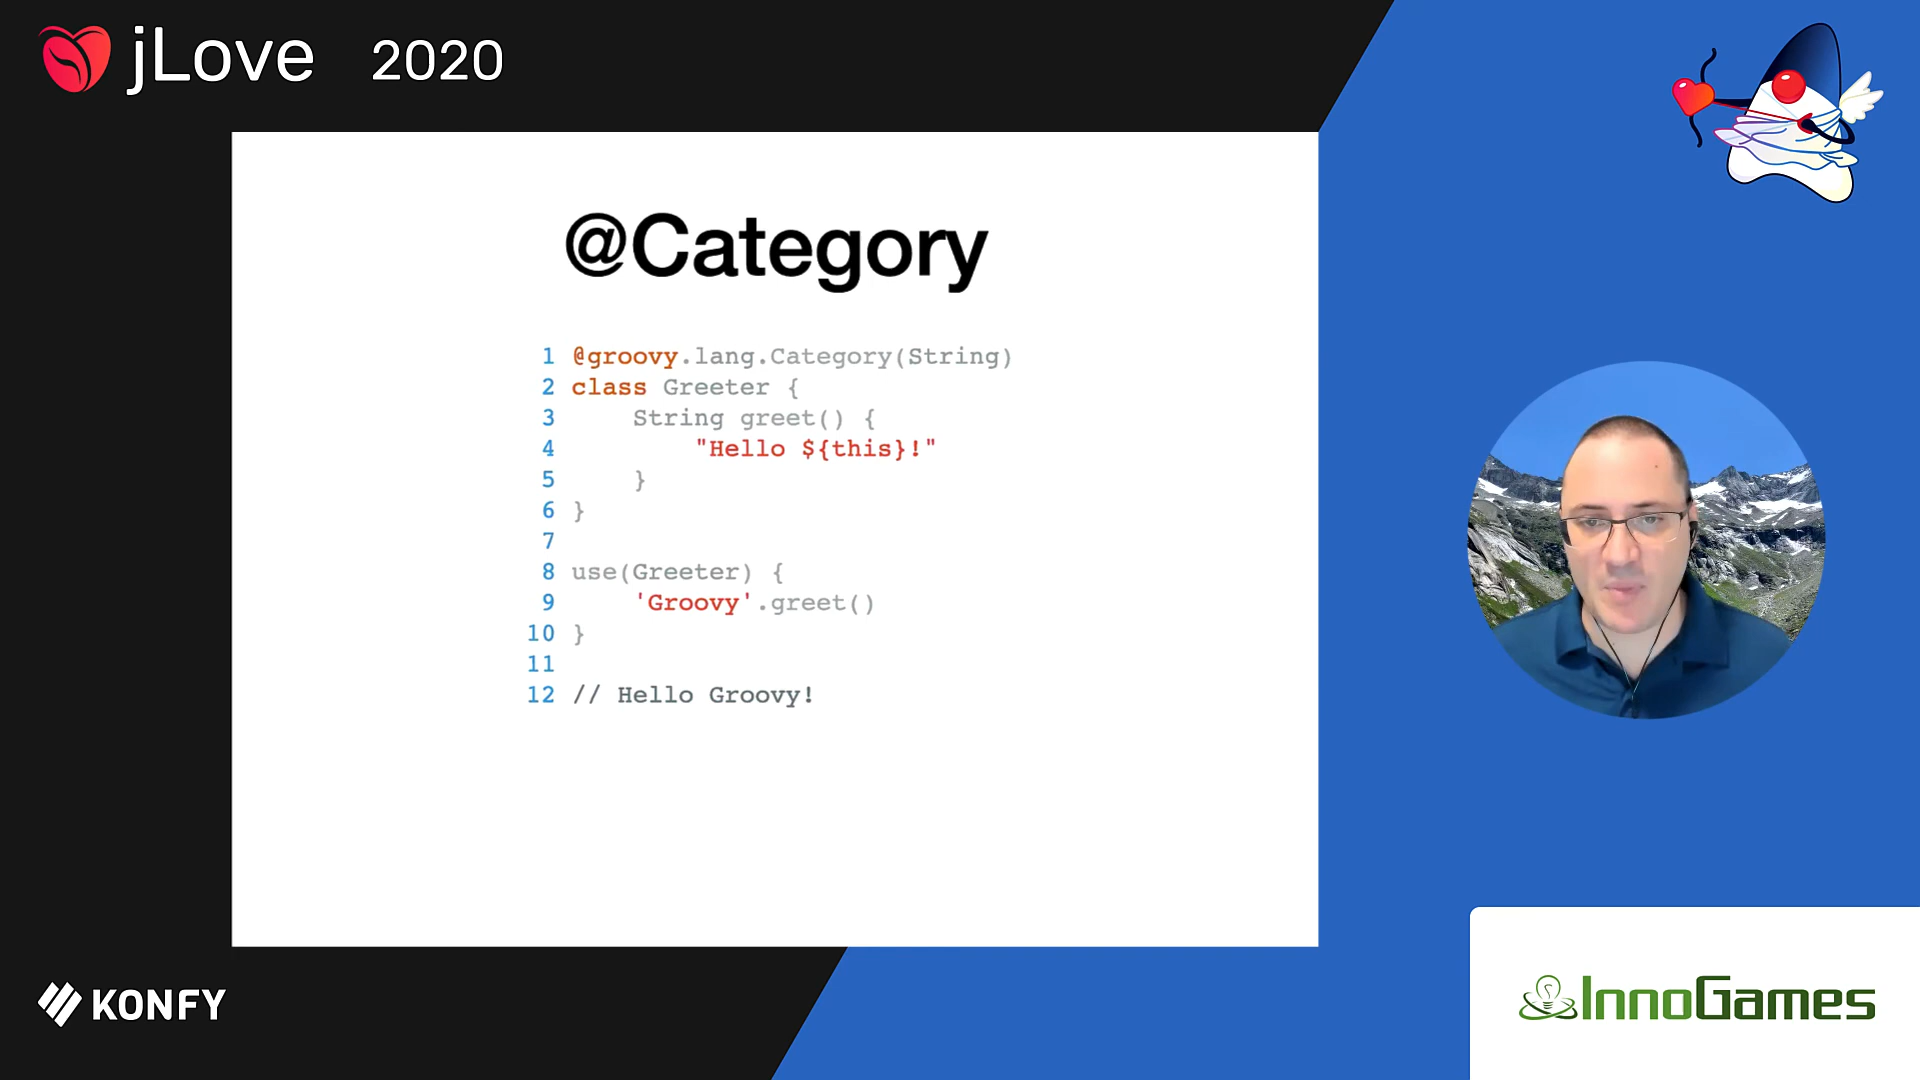 jLove 2020
@Category
1 @groovy.lang.Category(String)
2 class Greeter {
3 String greet() {
4 "Hello ${this}!"
5 }
6 }
7
8 use(Greeter) {
9 'Groovy'.greet()
10 }
11
12 // Hello Groovy!
KONFY
InnoGames